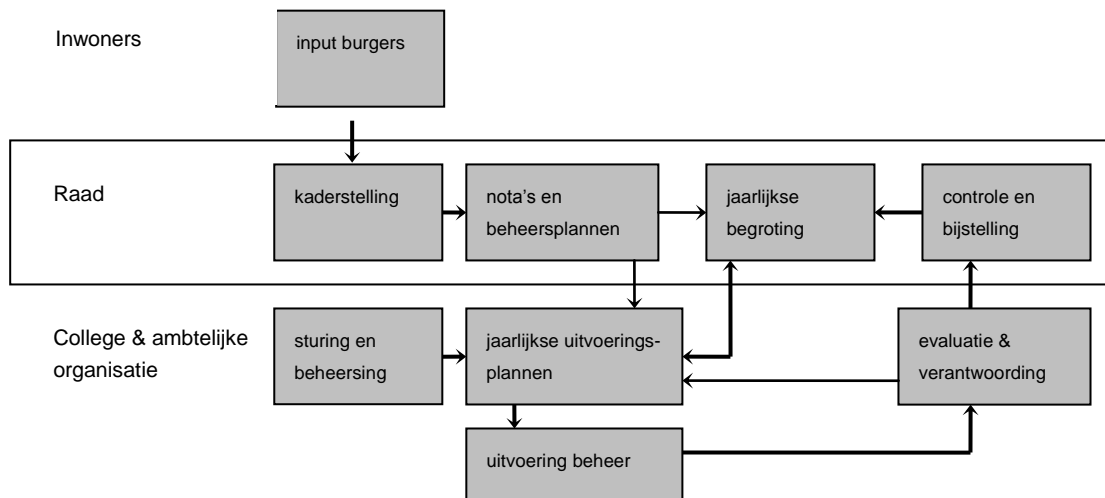 Inwoners
input burgers
Raad
kaderstelling
nota's en
beheersplannen
jaarlijkse
begroting
controle en
bijstelling
College & ambtelijke
organisatie
sturing en
beheersing
jaarlijkse uitvoerings-
plannen
evaluatie &
verantwoording
uitvoering beheer